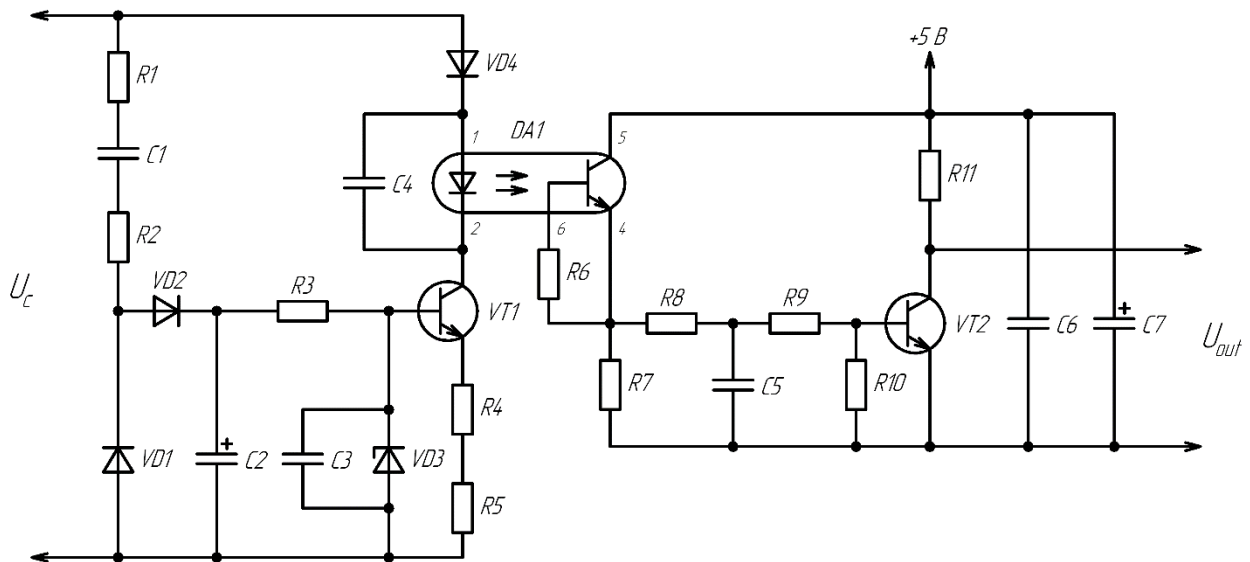 +5 В
R1
VD4
1
DA1
5
C1
C4
R11
R2
2
6
4
U_c
VD2
R3
VT1
R6
R8
R9
VT2
C6
C7
U_out
R7
C5
R10
R4
VD1
+
C2
C3
VD3
R5
+